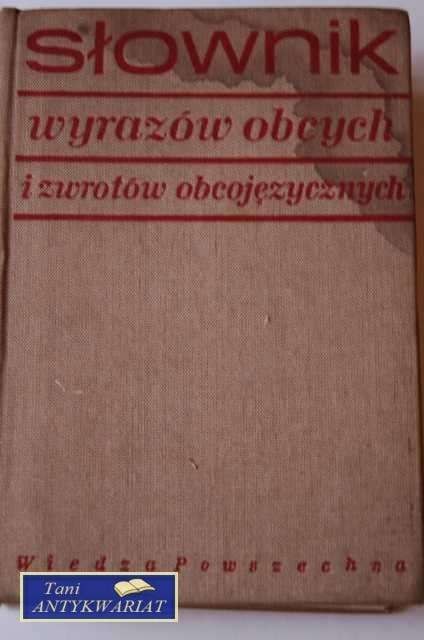 słownik
wyrazów obcych
i zwrotów obcojęzycznych
Wiedza Powszechna
Tani
ANTYKWARIAT